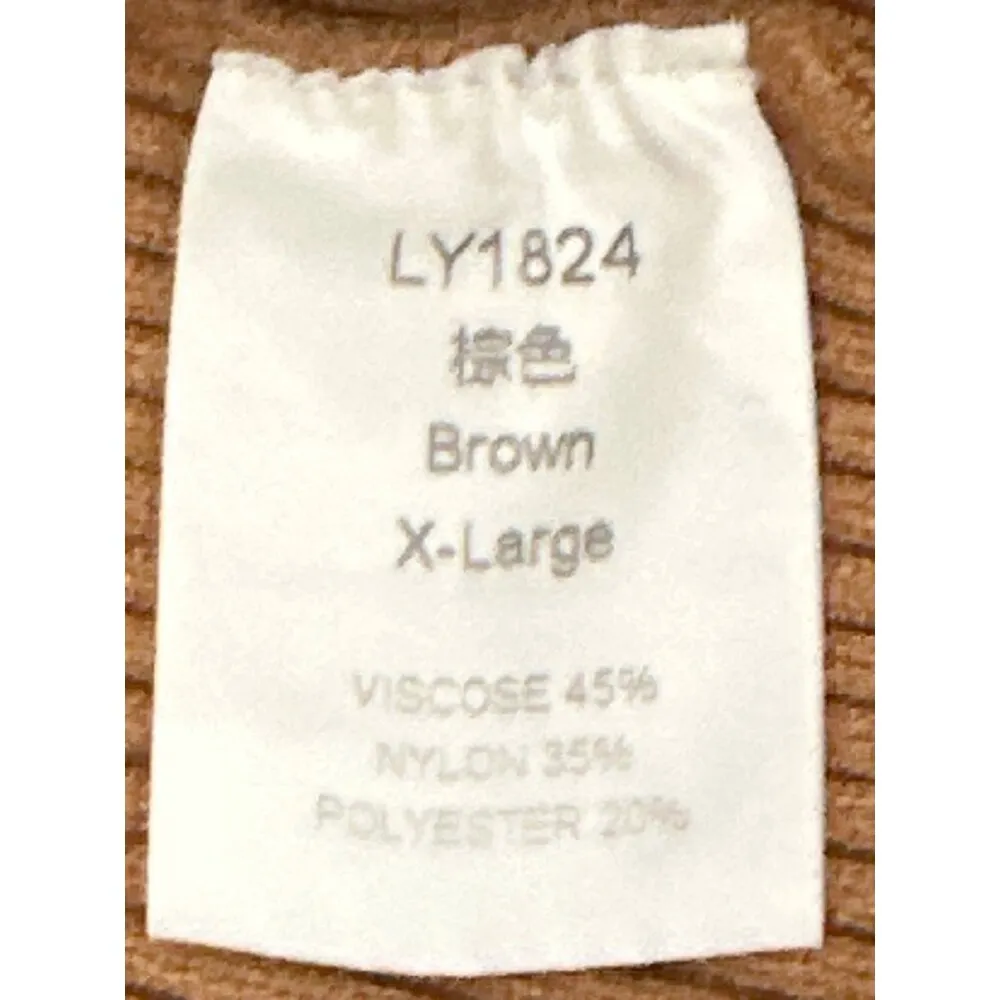 LY1824
棕色
Brown
X-Large
VISCOSE 45%
NYLON 35%
POLYESTER 20%